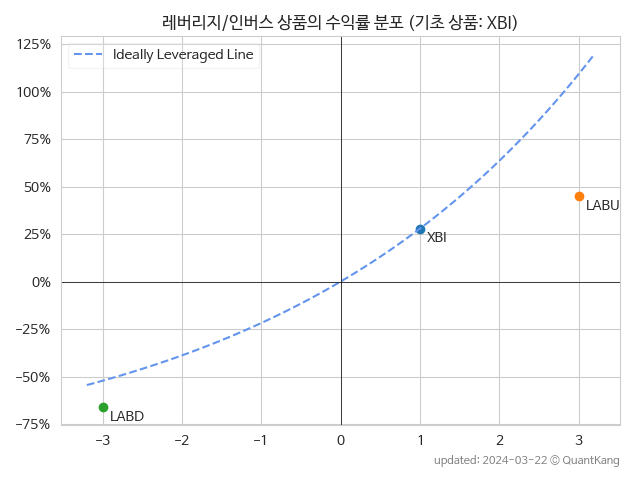 레버리지/인버스 상품의 수익률 분포 (기초 상품: XBI)
125%
Ideally Leveraged Line
100%
75%
50%
LABU
25%
XBI
0%
−25%
−50%
LABD
−75%
−3 −2 −1 0 1 2 3
updated: 2024-03-22 ⓒ QuantKang